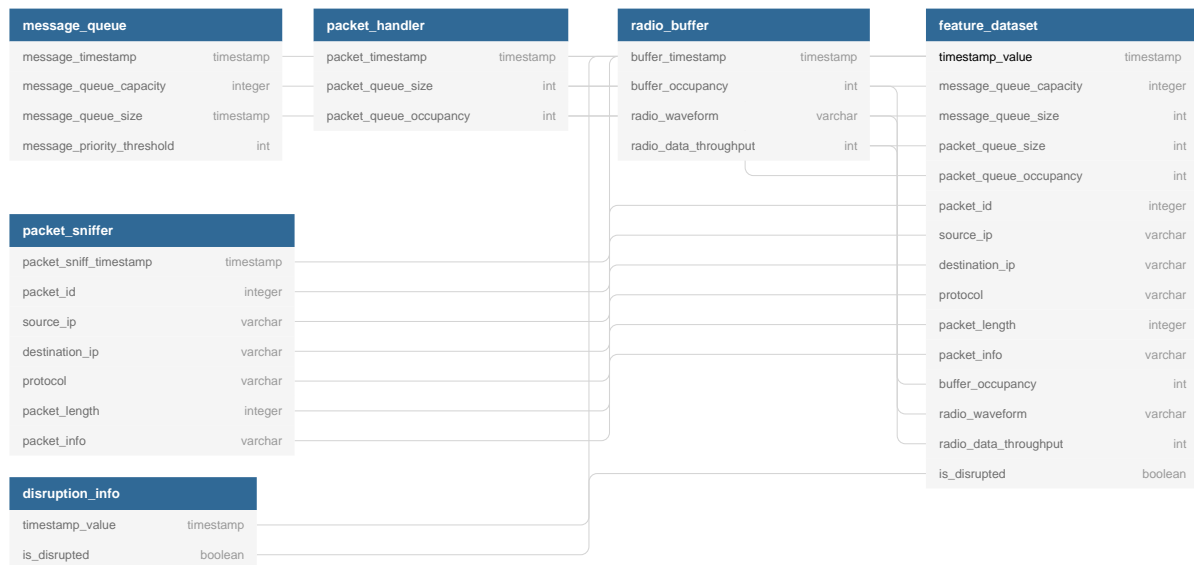 message_queue
message_timestamp timestamp
message_queue_capacity integer
message_queue_size timestamp
message_priority_threshold int
packet_handler
packet_timestamp timestamp
packet_queue_size int
packet_queue_occupancy int
radio_buffer
buffer_timestamp timestamp
buffer_occupancy int
radio_waveform varchar
radio_data_throughput int
feature_dataset
timestamp_value timestamp
message_queue_capacity integer
message_queue_size int
packet_queue_size int
packet_queue_occupancy int
packet_id integer
source_ip varchar
destination_ip varchar
protocol varchar
packet_length integer
packet_info varchar
buffer_occupancy int
radio_waveform varchar
radio_data_throughput int
is_disrupted boolean
packet_sniffer
packet_sniff_timestamp timestamp
packet_id integer
source_ip varchar
destination_ip varchar
protocol varchar
packet_length integer
packet_info varchar
disruption_info
timestamp_value timestamp
is_disrupted boolean